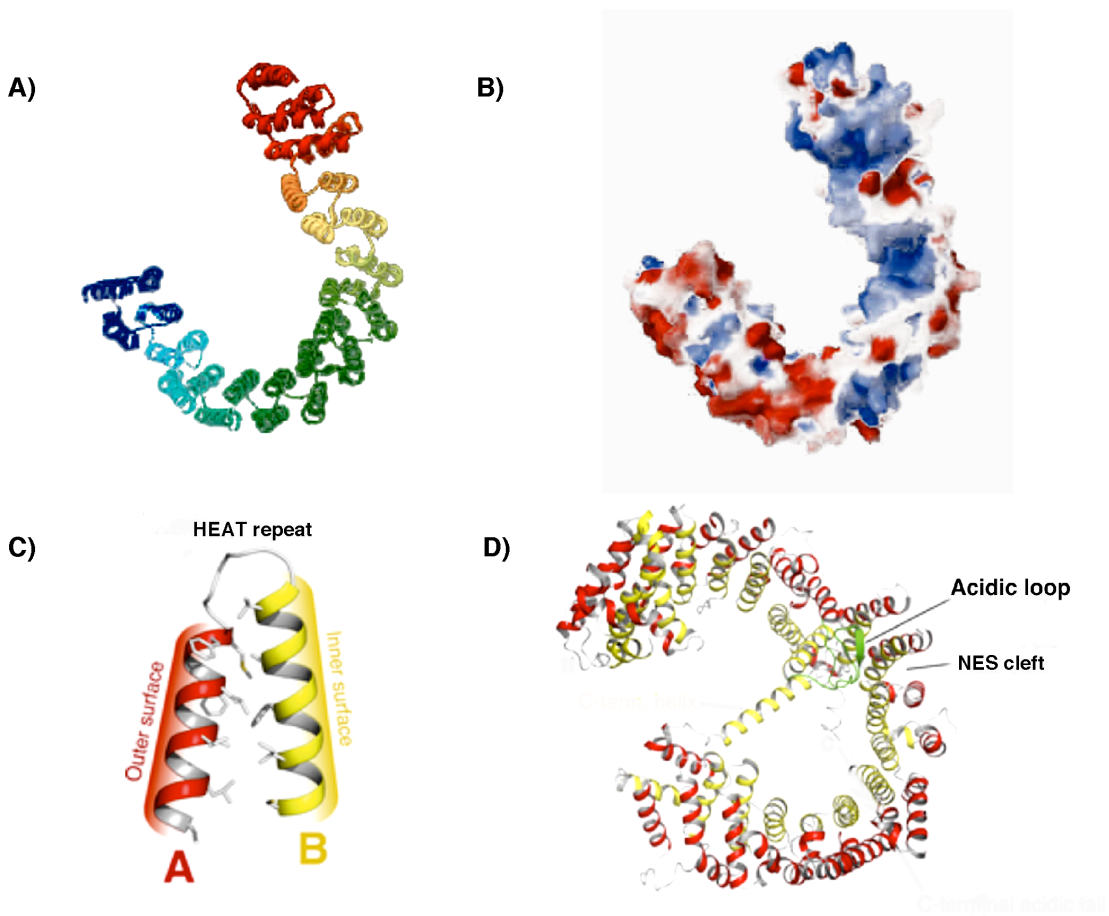 A)
B)
C)
HEAT repeat
Outer surface
Inner surface
A
B
D)
Acidic loop
NES cleft
C-term. helix
C-terminal acidic tail